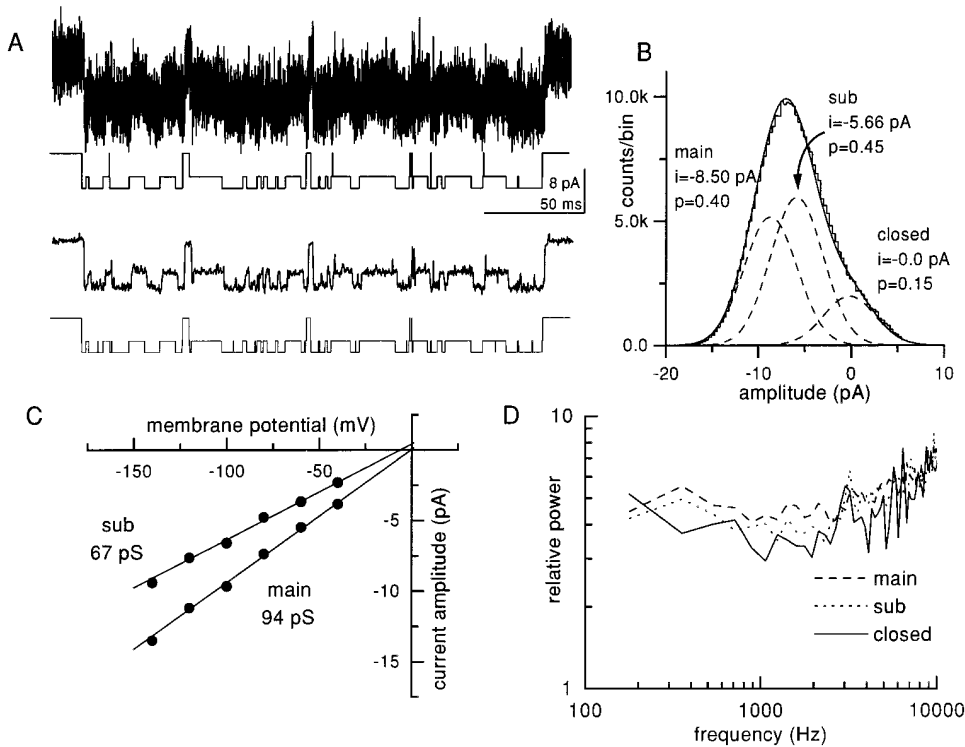 A
8 pA
50 ms
B
10.0k
5.0k
0.0
counts/bin
main
i=-8.50 pA
p=0.40
sub
i=-5.66 pA
p=0.45
closed
i=-0.0 pA
p=0.15
-20
-10
0
10
amplitude (pA)
C
membrane potential (mV)
-150
-100
-50
-5
-10
-15
current amplitude (pA)
sub
67 pS
main
94 pS
D
10
1
relative power
main
sub
closed
100
1000
10000
frequency (Hz)